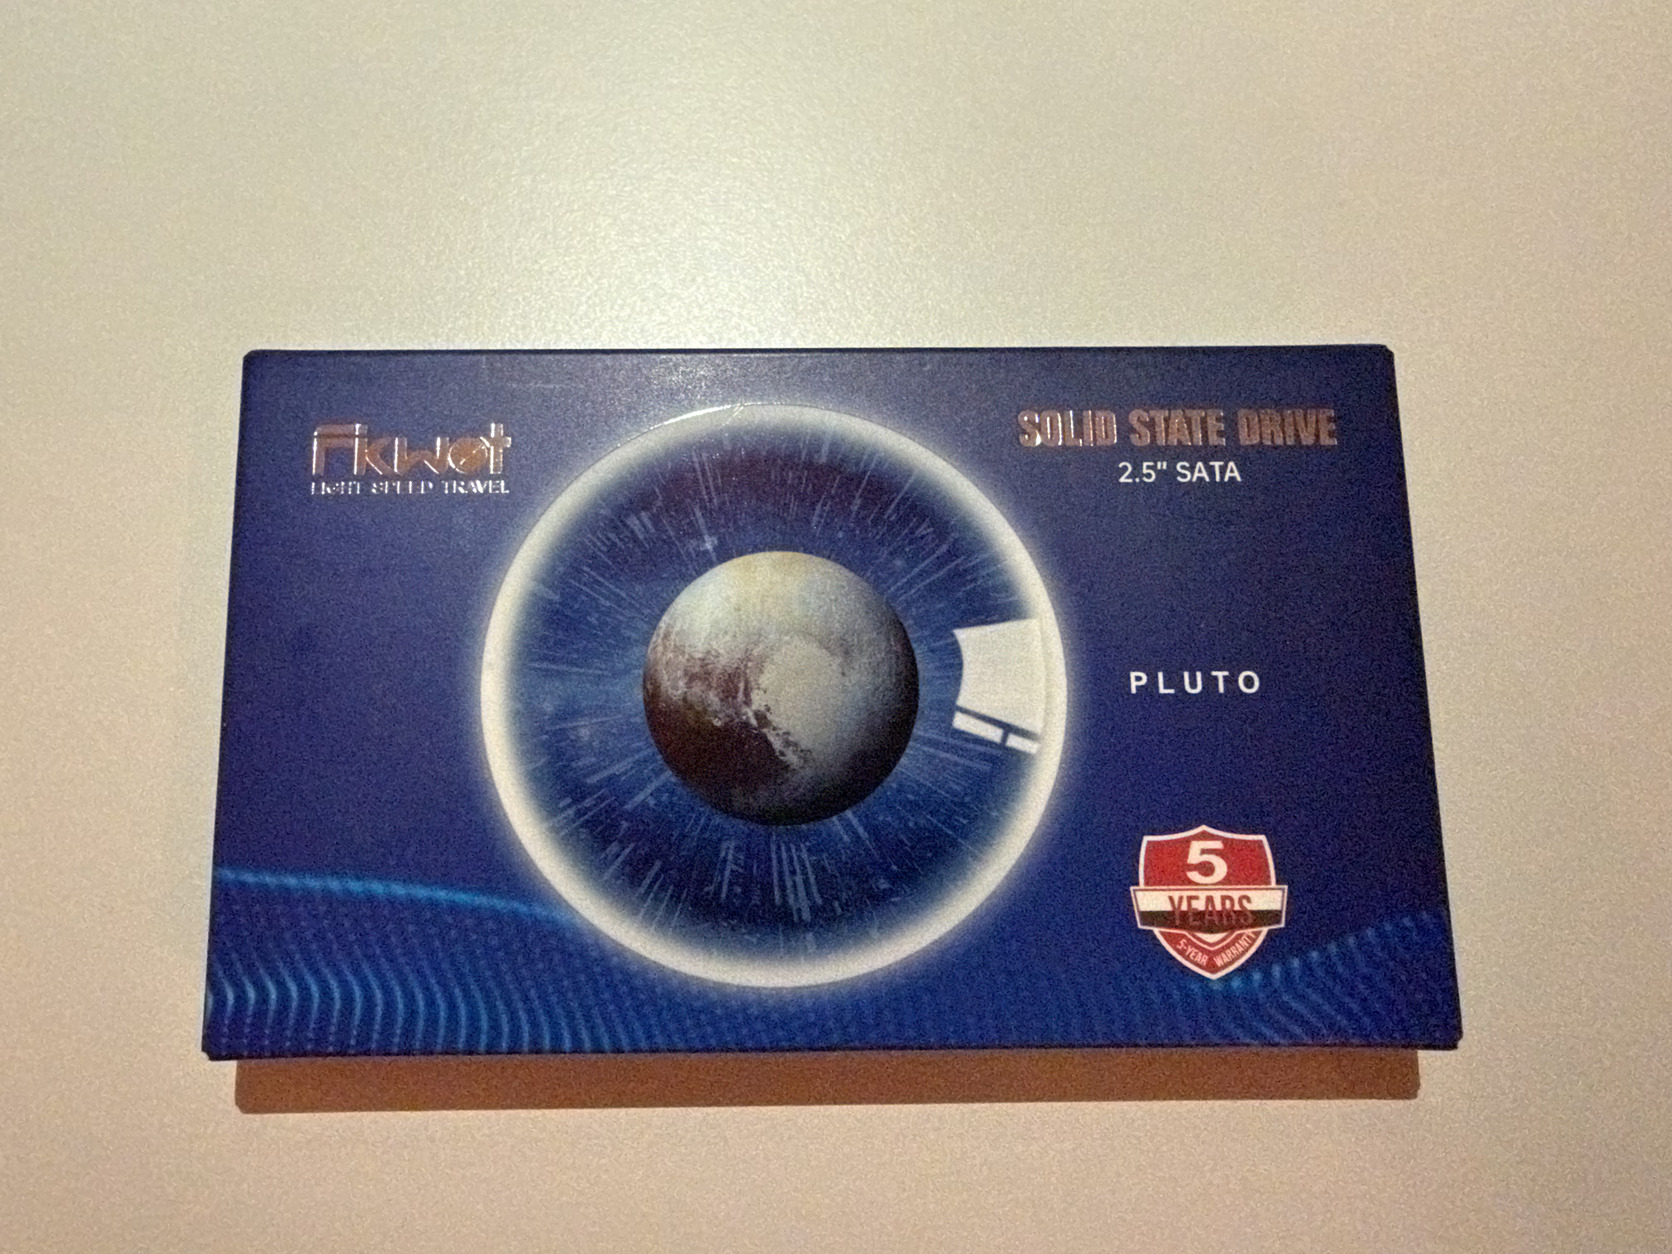 Fikwot
LIGHT SPEED TRAVEL
SOLID STATE DRIVE
2.5" SATA
PLUTO
5
YEARS
5-YEAR WARRANTY